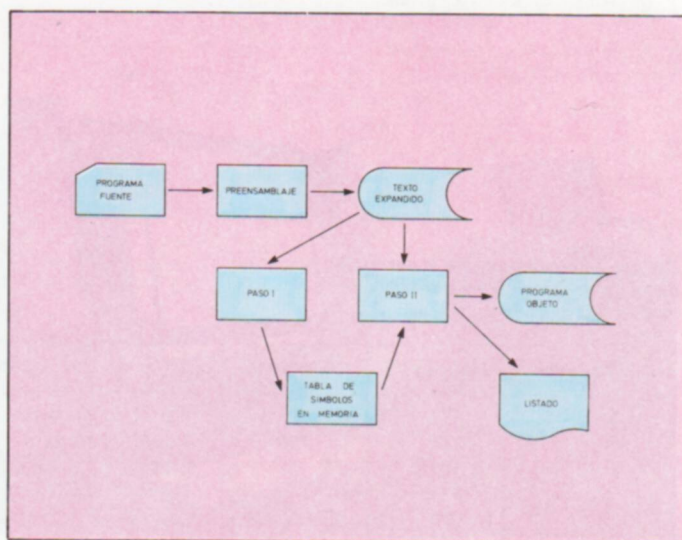 PROGRAMA
FUENTE
PREENSAMBLAJE
TEXTO
EXPANDIDO
PASO I
PASO II
PROGRAMA
OBJETO
TABLA DE
SIMBOLOS
EN MEMORIA
LISTADO